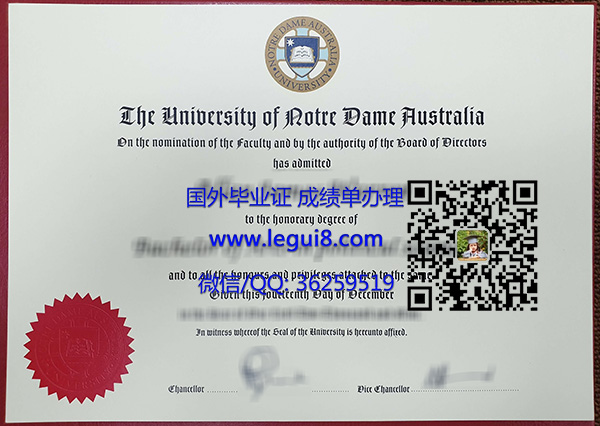 NOTRE DAME AUSTRALIA
UNIVERSITY
The University of Notre Dame Australia
On the nomination of the Faculty and by the authority of the Board of Directors
has admitted
国外毕业证 成绩单办理
to the honorary degree of
www.legui8.com
and to all the honours and privileges attached to the same
微信/QQ: 36259519
Given this fourteenth Day of December
In witness whereof the Seal of the University is hereunto affixed.
Chancellor
Vice Chancellor